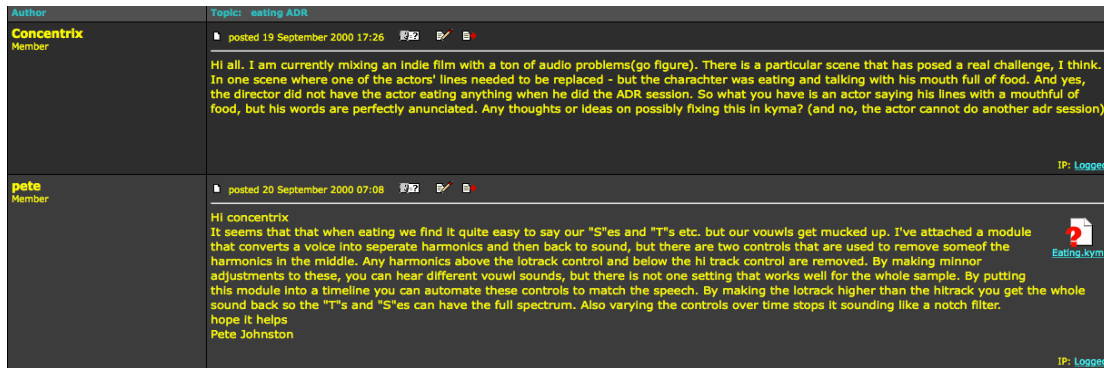 Author Topic: eating ADR
Concentrix
Member
posted 19 September 2000 17:26
Hi all. I am currently mixing an indie film with a ton of audio problems(go figure). There is a particular scene that has posed a real challenge, I think.
In one scene where one of the actors' lines needed to be replaced - but the charachter was eating and talking with his mouth full of food. And yes,
the director did not have the actor eating anything when he did the ADR session. So what you have is an actor saying his lines with a mouthful of
food, but his words are perfectly anunciated. Any thoughts or ideas on possibly fixing this in kyma? (and no, the actor cannot do another adr session)
IP: Logged
pete
Member
posted 20 September 2000 07:08
Hi concentrix
It seems that that when eating we find it quite easy to say our "S"es and "T"s etc. but our vouwls get mucked up. I've attached a module
that converts a voice into seperate harmonics and then back to sound, but there are two controls that are used to remove someof the
harmonics in the middle. Any harmonics above the lotrack control and below the hi track control are removed. By making minnor
adjustments to these, you can hear different vouwl sounds, but there is not one setting that works well for the whole sample. By putting
this module into a timeline you can automate these controls to match the speech. By making the lotrack higher than the hitrack you get the whole
sound back so the "T"s and "S"es can have the full spectrum. Also varying the controls over time stops it sounding like a notch filter.
hope it helps
Pete Johnston
Eating.kym
IP: Logged